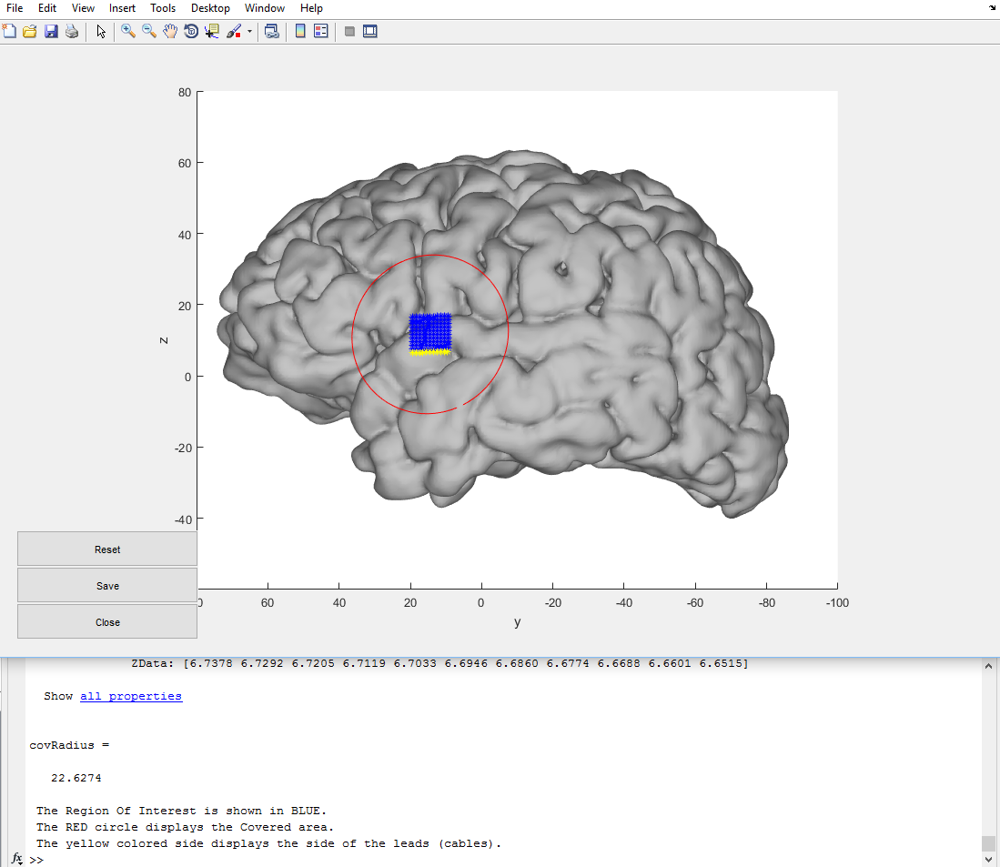 File Edit View Insert Tools Desktop Window Help
80
60
40
20
0
-20
-40
z
60 40 20 0 -20 -40 -60 -80 -100
y
Reset
Save
Close
ZData: [6.7378 6.7292 6.7205 6.7119 6.7033 6.6946 6.6860 6.6774 6.6688 6.6601 6.6515]
Show all properties
covRadius =
22.6274
The Region Of Interest is shown in BLUE.
The RED circle displays the Covered area.
The yellow colored side displays the side of the leads (cables).
fx >>